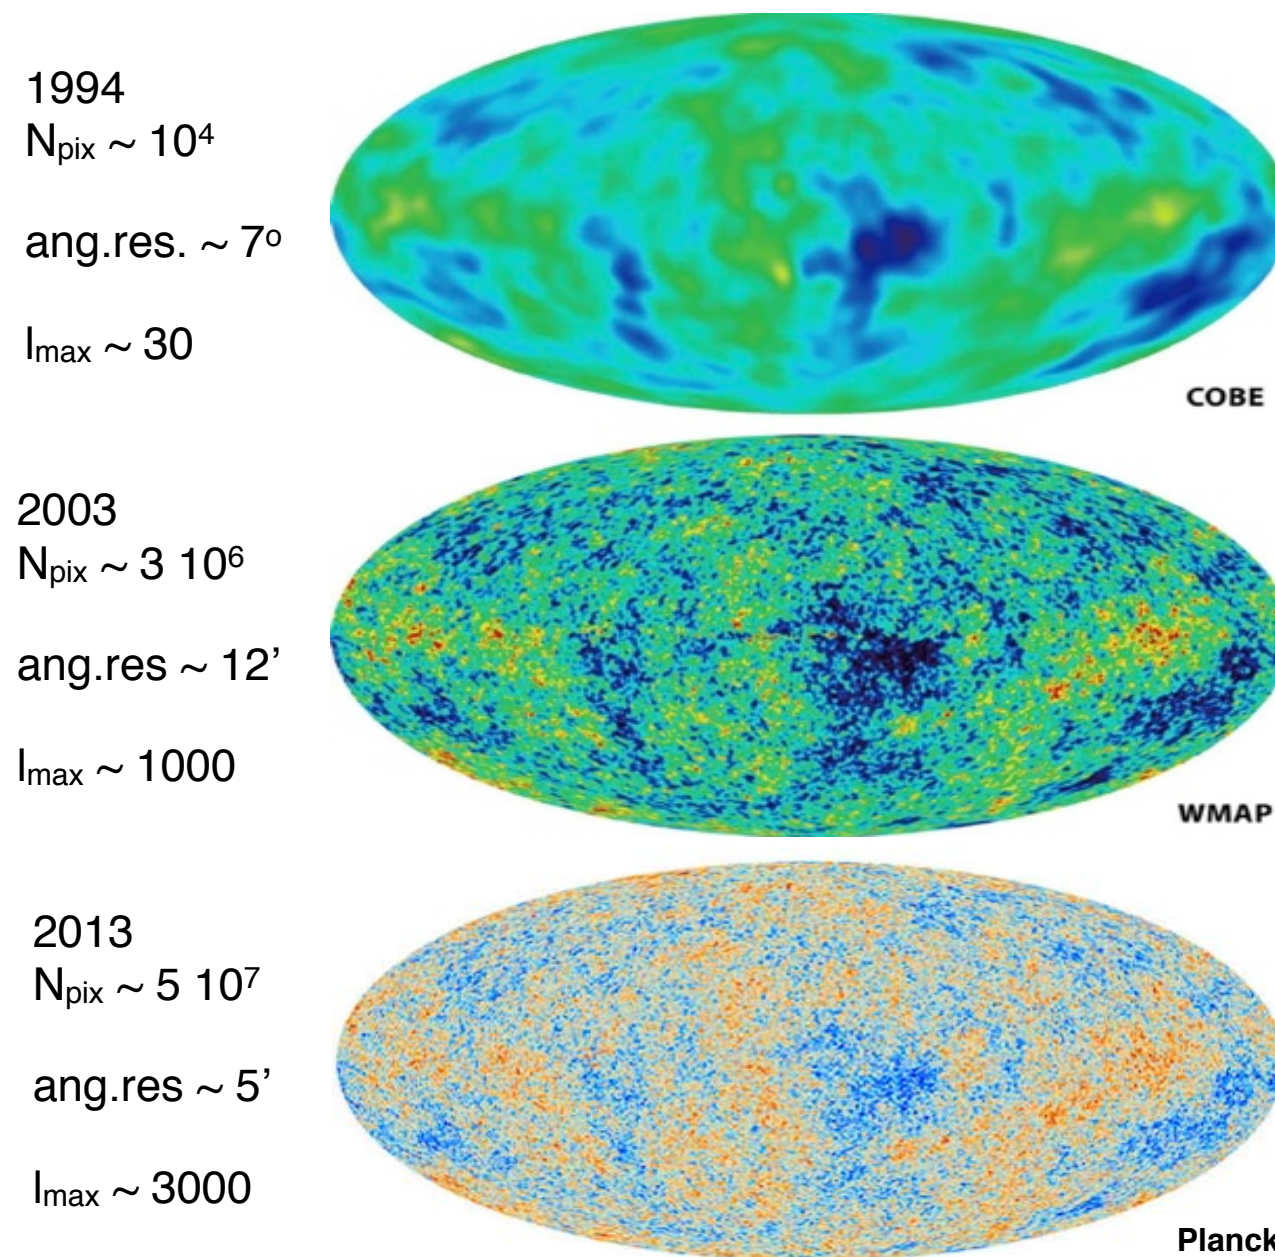 1994
Npix ~ 10⁴
ang.res. ~ 7º
lmax ~ 30
COBE
2003
Npix ~ 3 10⁶
ang.res ~ 12’
lmax ~ 1000
WMAP
2013
Npix ~ 5 10⁷
ang.res ~ 5’
lmax ~ 3000
Planck